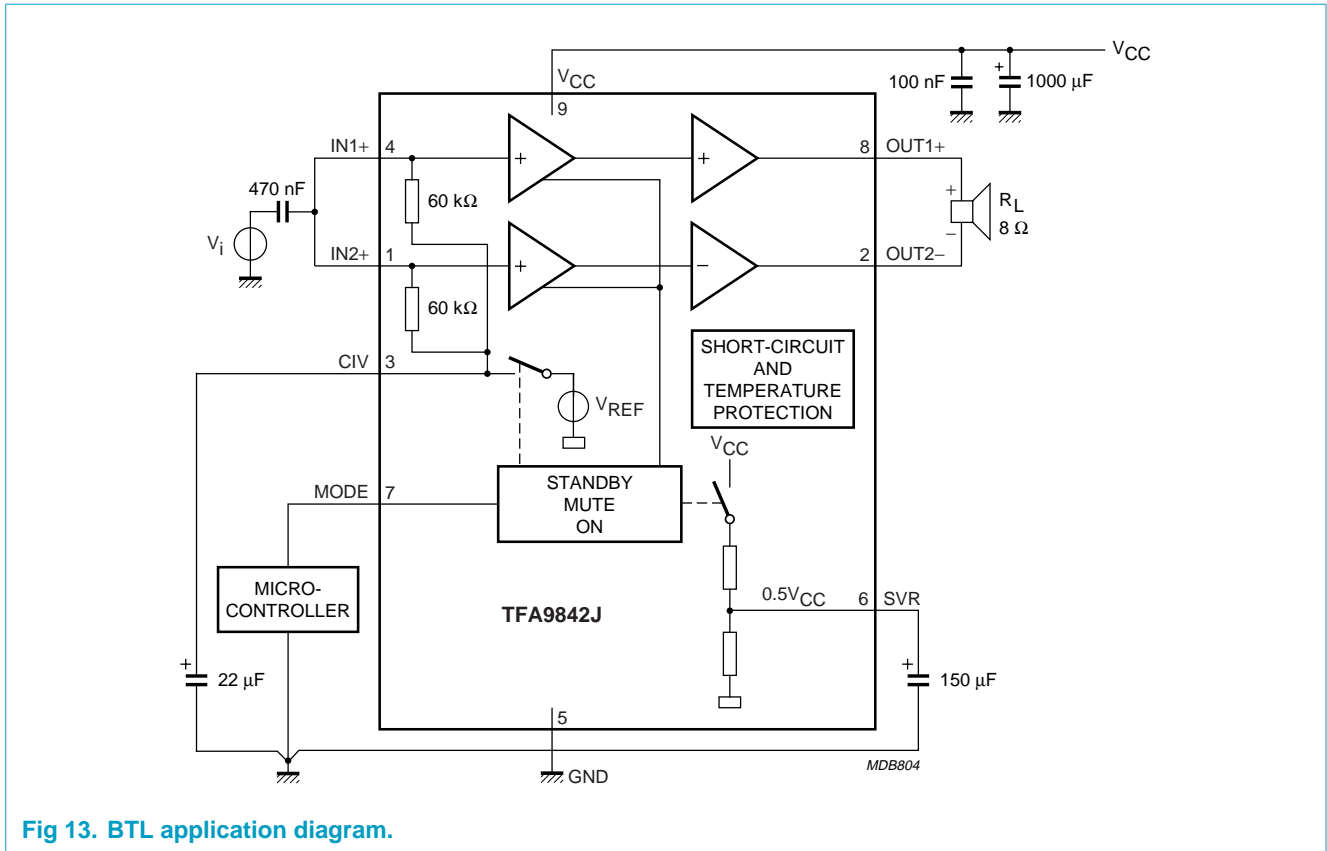 VCC
VCC
9
100 nF
+
1000 μF
IN1+
4
+
+
8
OUT1+
470 nF
60 kΩ
+
RL
8 Ω
−
Vi
IN2+
1
+
−
2
OUT2−
60 kΩ
CIV
3
VREF
SHORT-CIRCUIT
AND
TEMPERATURE
PROTECTION
VCC
MODE
7
STANDBY
MUTE
ON
MICRO-
CONTROLLER
TFA9842J
0.5VCC
6
SVR
+
22 μF
+
150 μF
5
GND
MDB804
Fig 13. BTL application diagram.